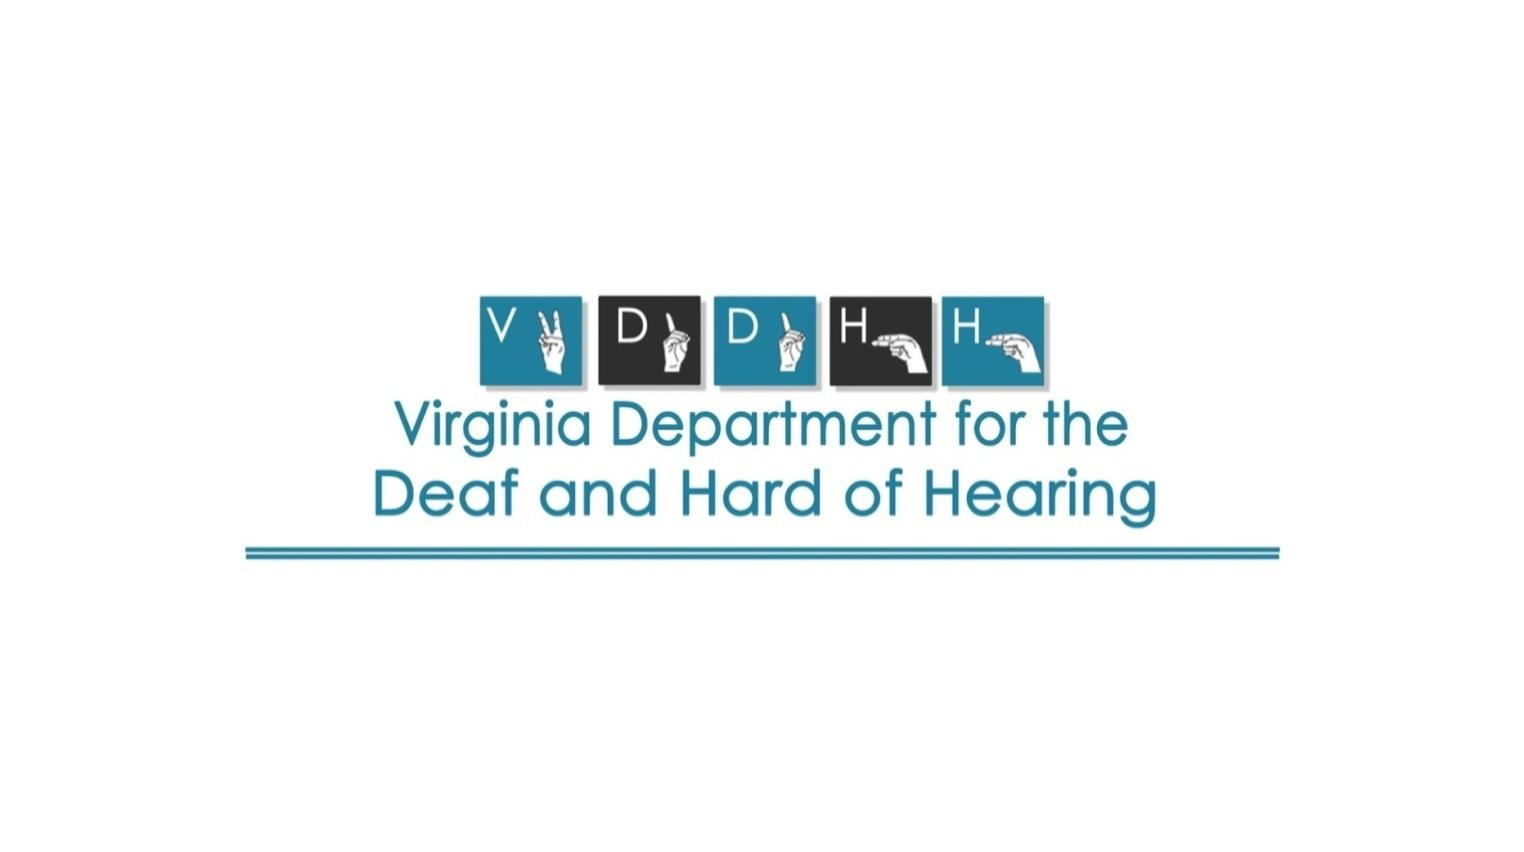 V D D H H
Virginia Department for the
Deaf and Hard of Hearing